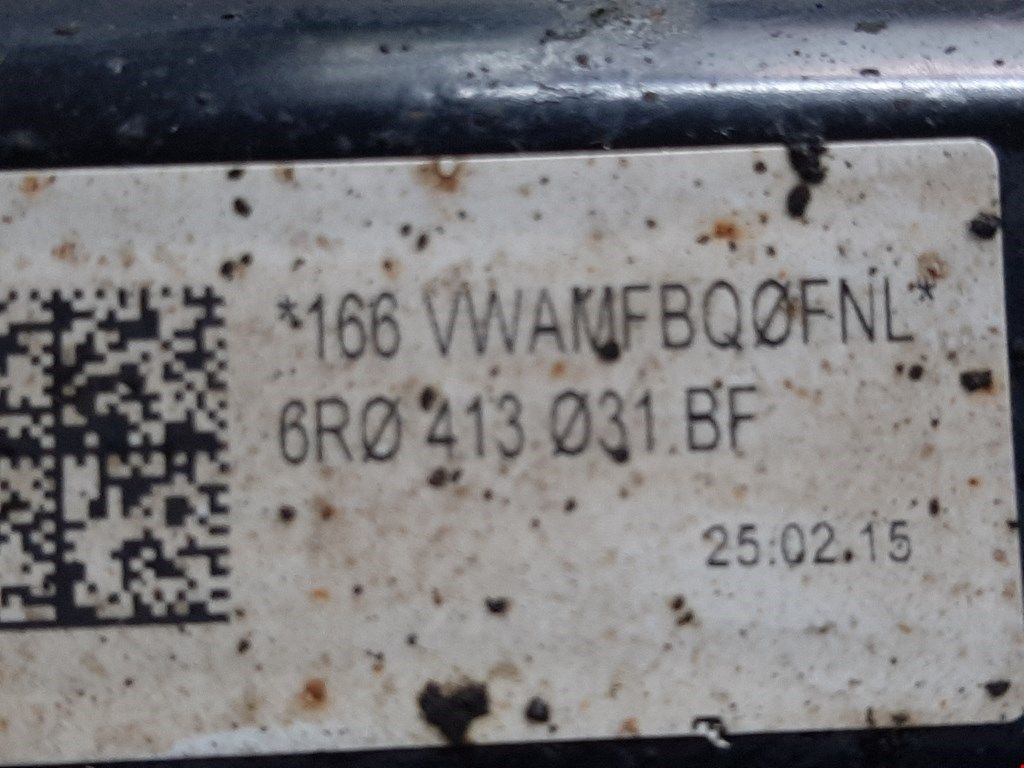 *166 VWAMFBQ0FNL*
6R0 413 031 BF
25.02.15